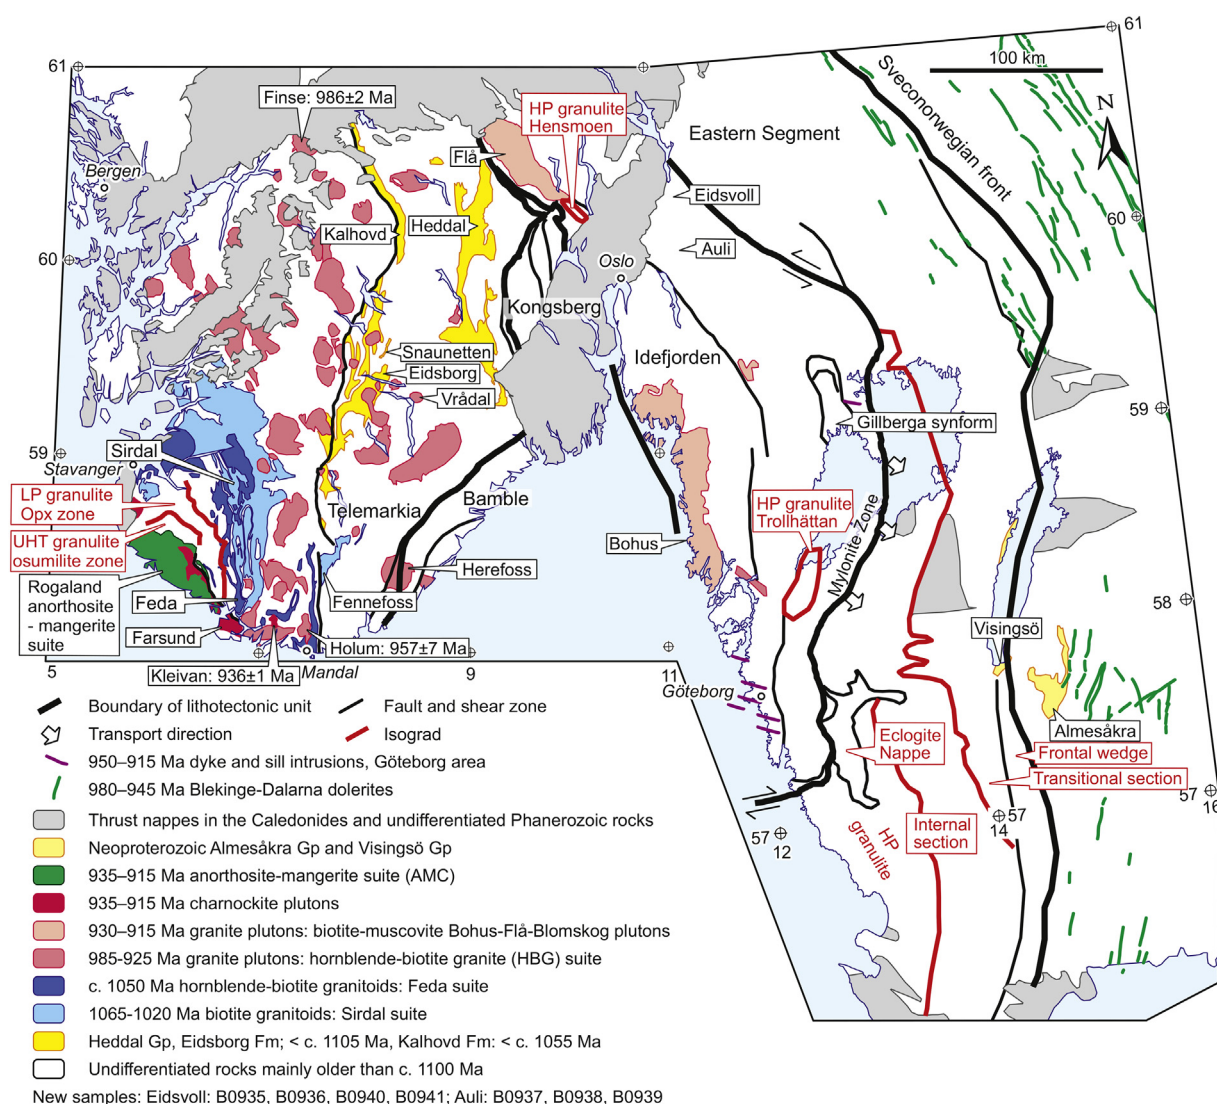 61
61
100 km
N
Sveconorwegian front
Finse: 986±2 Ma
HP granulite
Hensmoen
Eastern Segment
Flå
Bergen
Eidsvoll
Kalhovd
Heddal
60
Auli
60
Oslo
Kongsberg
Idefjorden
Snaunetten
Eidsborg
Vrådal
59
Gillberga synform
Sirdal
59
Stavanger
LP granulite
Opx zone
Telemarkia
Bamble
HP granulite
Trollhättan
UHT granulite
osumilite zone
Bohus
Mylonite Zone
Herefoss
Rogaland
anorthosite
- mangerite
suite
Feda
Fennefoss
58
Farsund
Holum: 957±7 Ma
Visingsö
5
Kleivan: 936±1 Ma
Mandal
9
11
Göteborg
Almesåkra
Eclogite
Nappe
Frontal wedge
Transitional section
57
16
57
14
57
12
HP
granulite
Internal
section
Boundary of lithotectonic unit
Fault and shear zone
Transport direction
Isograd
950–915 Ma dyke and sill intrusions, Göteborg area
980–945 Ma Blekinge-Dalarna dolerites
Thrust nappes in the Caledonides and undifferentiated Phanerozoic rocks
Neoproterozoic Almesåkra Gp and Visingsö Gp
935–915 Ma anorthosite-mangerite suite (AMC)
935–915 Ma charnockite plutons
930–915 Ma granite plutons: biotite-muscovite Bohus-Flå-Blomskog plutons
985-925 Ma granite plutons: hornblende-biotite granite (HBG) suite
c. 1050 Ma hornblende-biotite granitoids: Feda suite
1065-1020 Ma biotite granitoids: Sirdal suite
Heddal Gp, Eidsborg Fm; < c. 1105 Ma, Kalhovd Fm: < c. 1055 Ma
Undifferentiated rocks mainly older than c. 1100 Ma
New samples: Eidsvoll: B0935, B0936, B0940, B0941; Auli: B0937, B0938, B0939